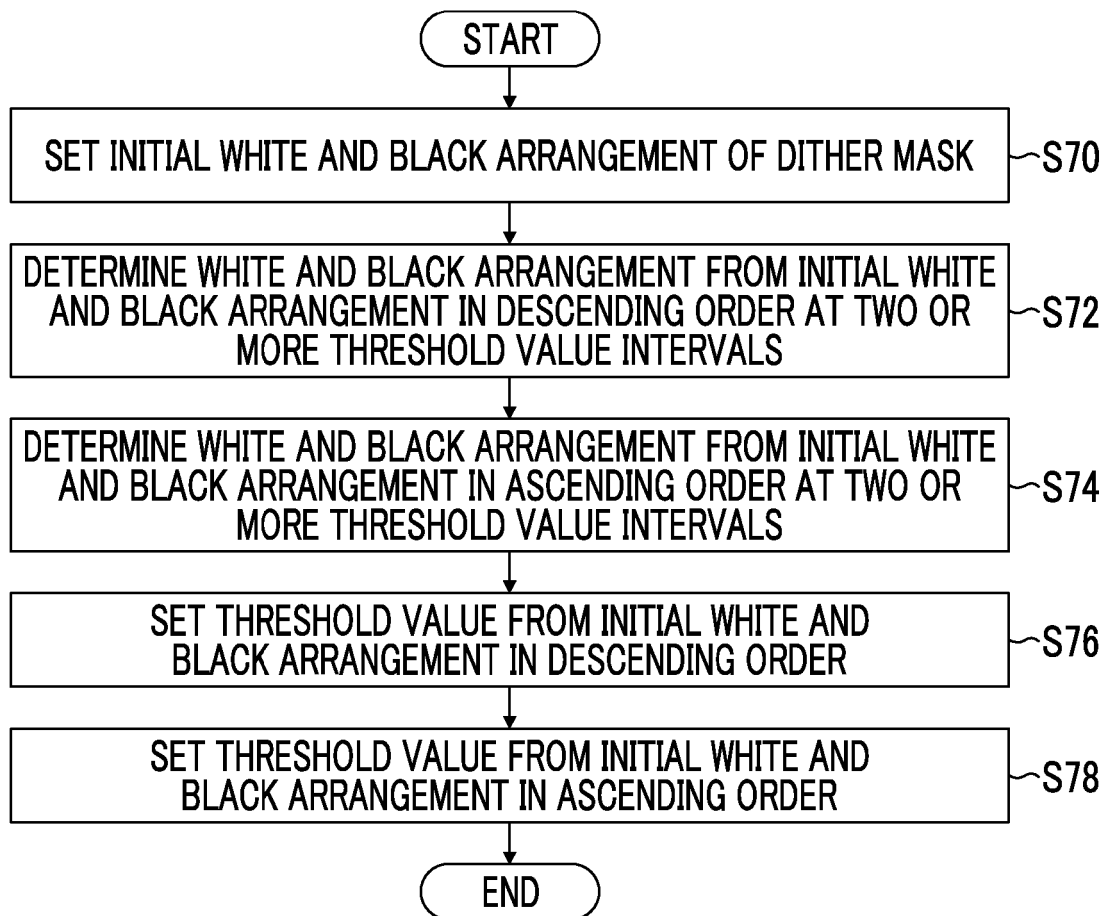 START
SET INITIAL WHITE AND BLACK ARRANGEMENT OF DITHER MASK
S70
DETERMINE WHITE AND BLACK ARRANGEMENT FROM INITIAL WHITE
AND BLACK ARRANGEMENT IN DESCENDING ORDER AT TWO OR
MORE THRESHOLD VALUE INTERVALS
S72
DETERMINE WHITE AND BLACK ARRANGEMENT FROM INITIAL WHITE
AND BLACK ARRANGEMENT IN ASCENDING ORDER AT TWO OR
MORE THRESHOLD VALUE INTERVALS
S74
SET THRESHOLD VALUE FROM INITIAL WHITE AND
BLACK ARRANGEMENT IN DESCENDING ORDER
S76
SET THRESHOLD VALUE FROM INITIAL WHITE AND
BLACK ARRANGEMENT IN ASCENDING ORDER
S78
END